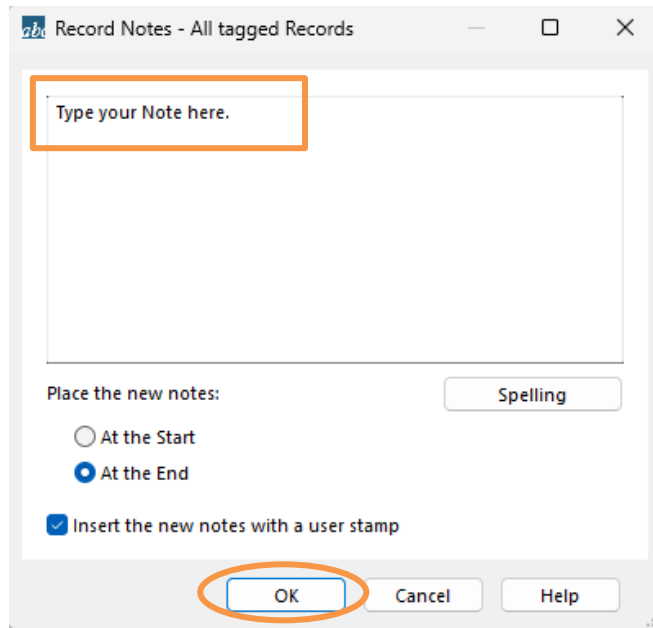 abc Record Notes - All tagged Records
Type your Note here.
Place the new notes:
Spelling
At the Start
At the End
Insert the new notes with a user stamp
OK Cancel Help